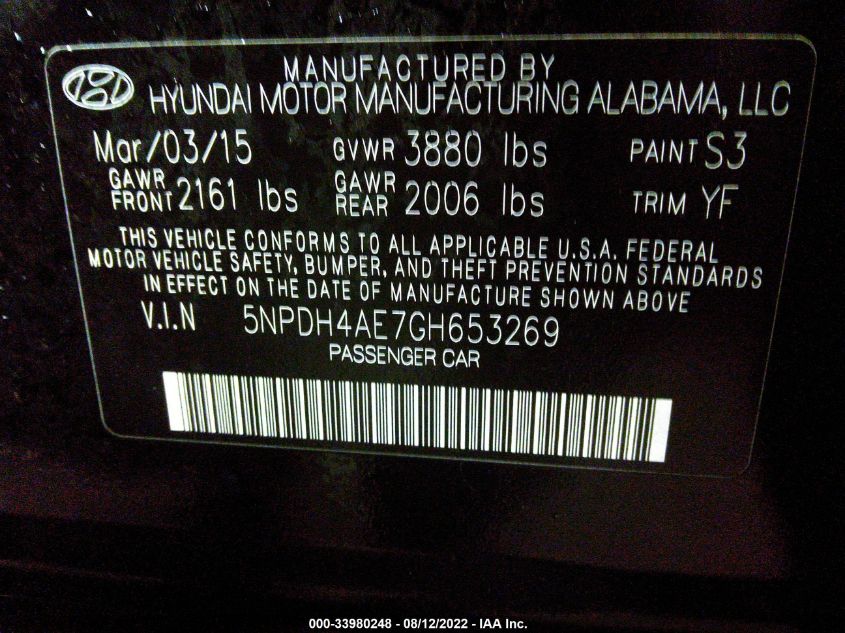 MANUFACTURED BY
HYUNDAI MOTOR MANUFACTURING ALABAMA, LLC
Mar/03/15 GVWR 3880 lbs PAINT S3
GAWR FRONT 2161 lbs GAWR REAR 2006 lbs TRIM YF
THIS VEHICLE CONFORMS TO ALL APPLICABLE U.S.A. FEDERAL
MOTOR VEHICLE SAFETY, BUMPER, AND THEFT PREVENTION STANDARDS
IN EFFECT ON THE DATE OF MANUFACTURE SHOWN ABOVE
V.I.N 5NPDH4AE7GH653269
PASSENGER CAR
000-33980248 - 08/12/2022 - IAA Inc.